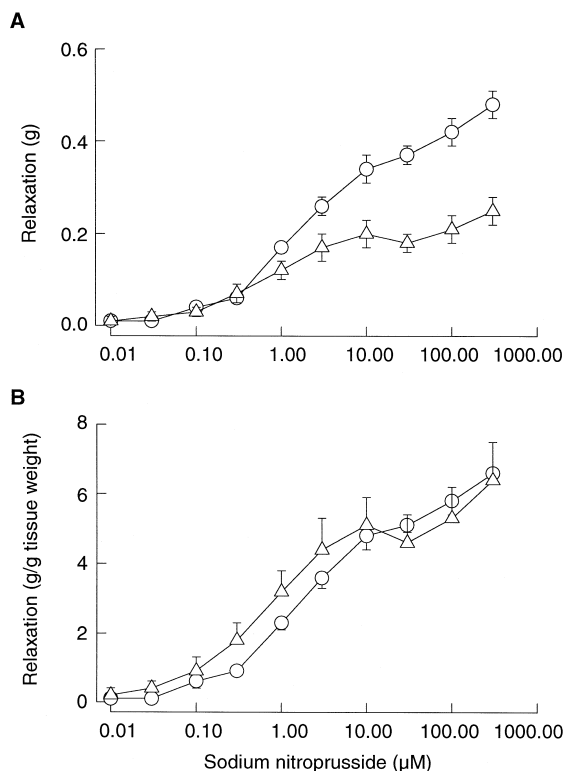 A
0.6
0.4
0.2
0.0
Relaxation (g)
0.01 0.10 1.00 10.00 100.00 1000.00
B
8
6
4
2
0
Relaxation (g/g tissue weight)
0.01 0.10 1.00 10.00 100.00 1000.00
Sodium nitroprusside (μM)